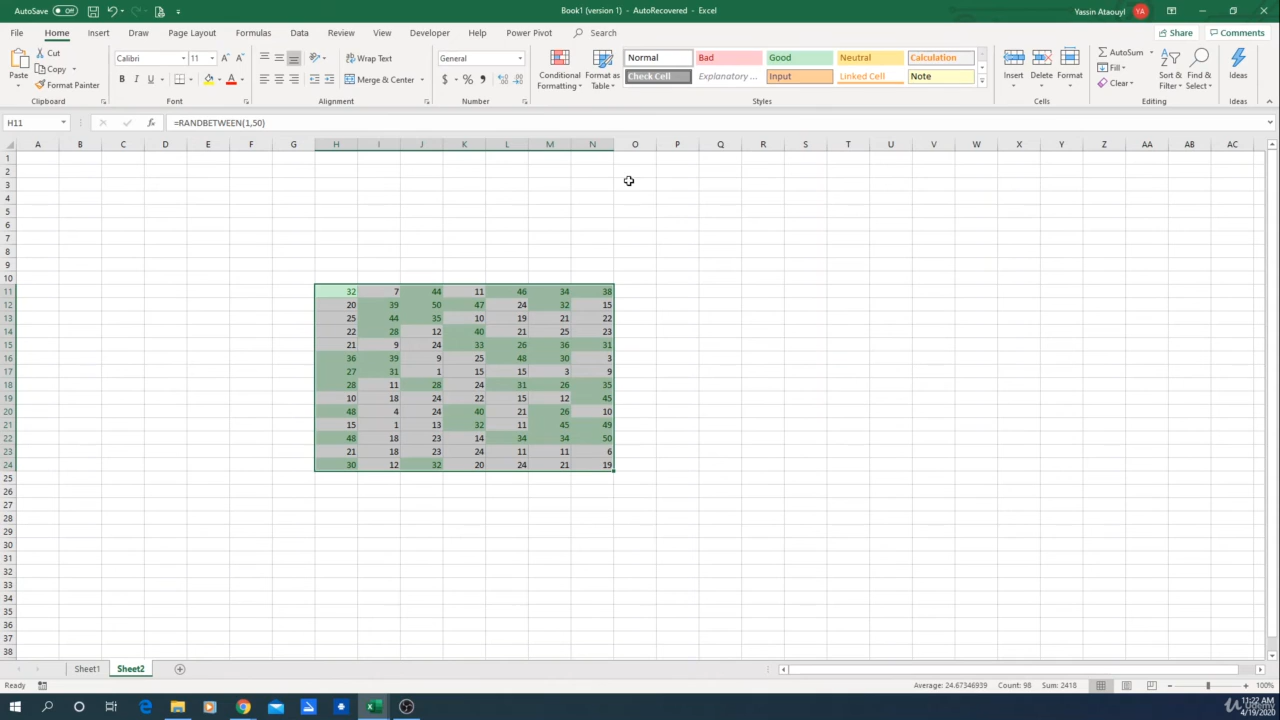 AutoSave Off Book1 (version 1) - AutoRecovered - Excel Yassin Ataouyl YA
File Home Insert Draw Page Layout Formulas Data Review View Developer Help Power Pivot Search Share Comments
Paste Cut Copy Format Painter Clipboard
Calibri 11 B I U A A A Font
Wrap Text Merge & Center Alignment
General $ % , Number
Conditional Formatting Format as Table
Normal Bad Good Neutral Calculation
Check Cell Explanatory ... Input Linked Cell Note
Styles
Insert Delete Format Cells
AutoSum Fill Clear Sort & Filter Find & Select Editing
Ideas Ideas
H11 fx =RANDBETWEEN(1,50)
A B C D E F G H I J K L M N O P Q R S T U V W X Y Z AA AB AC
1
2
3
4
5
6
7
8
9
10
11 32 7 44 11 46 34 38
12 20 39 50 47 24 32 15
13 25 44 35 10 19 21 22
14 22 28 12 40 21 25 23
15 21 9 24 33 26 36 31
16 36 39 9 25 48 30 3
17 27 31 1 15 15 3 9
18 28 11 28 24 31 26 35
19 10 18 24 22 15 12 45
20 48 4 24 40 21 26 10
21 15 1 13 32 11 45 49
22 48 18 23 14 34 34 50
23 21 18 23 24 11 11 6
24 30 12 32 20 24 21 19
25
26
27
28
29
30
31
32
33
34
35
36
37
38
Sheet1 Sheet2
Ready Average: 24.67346939 Count: 98 Sum: 2418 100%
11:22 AM
4/19/2020
Udemy